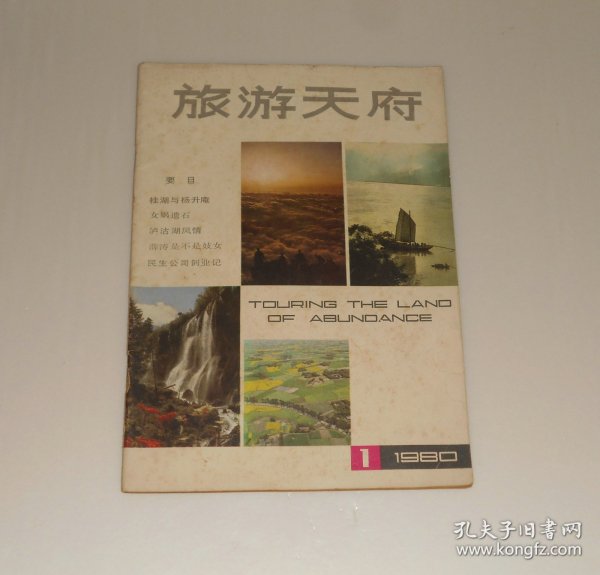 旅游天府
要目
桂湖与杨升庵
女娲遗石
泸沽湖风情
薛涛是不是妓女
民生公司创业记
TOURING THE LAND
OF ABUNDANCE
1 1980
孔夫子旧书网
www.kongfz.com